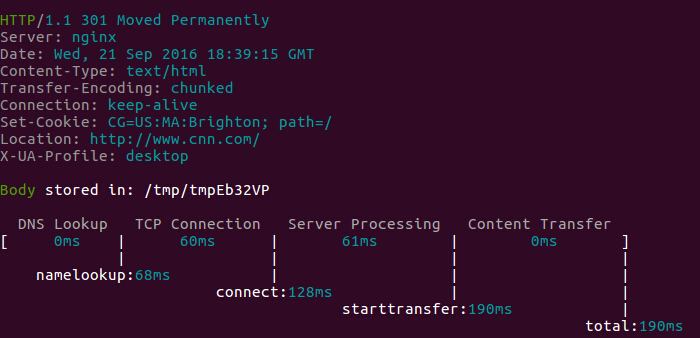 HTTP/1.1 301 Moved Permanently
Server: nginx
Date: Wed, 21 Sep 2016 18:39:15 GMT
Content-Type: text/html
Transfer-Encoding: chunked
Connection: keep-alive
Set-Cookie: CG=US:MA:Brighton; path=/
Location: http://www.cnn.com/
X-UA-Profile: desktop
Body stored in: /tmp/tmpEb32VP
DNS Lookup   TCP Connection   Server Processing   Content Transfer
[     0ms    |      60ms      |       61ms        |       0ms       ]
             |                |                   |                 |
    namelookup:68ms           |                   |                 |
                        connect:128ms             |                 |
                                      starttransfer:190ms           |
                                                                 total:190ms